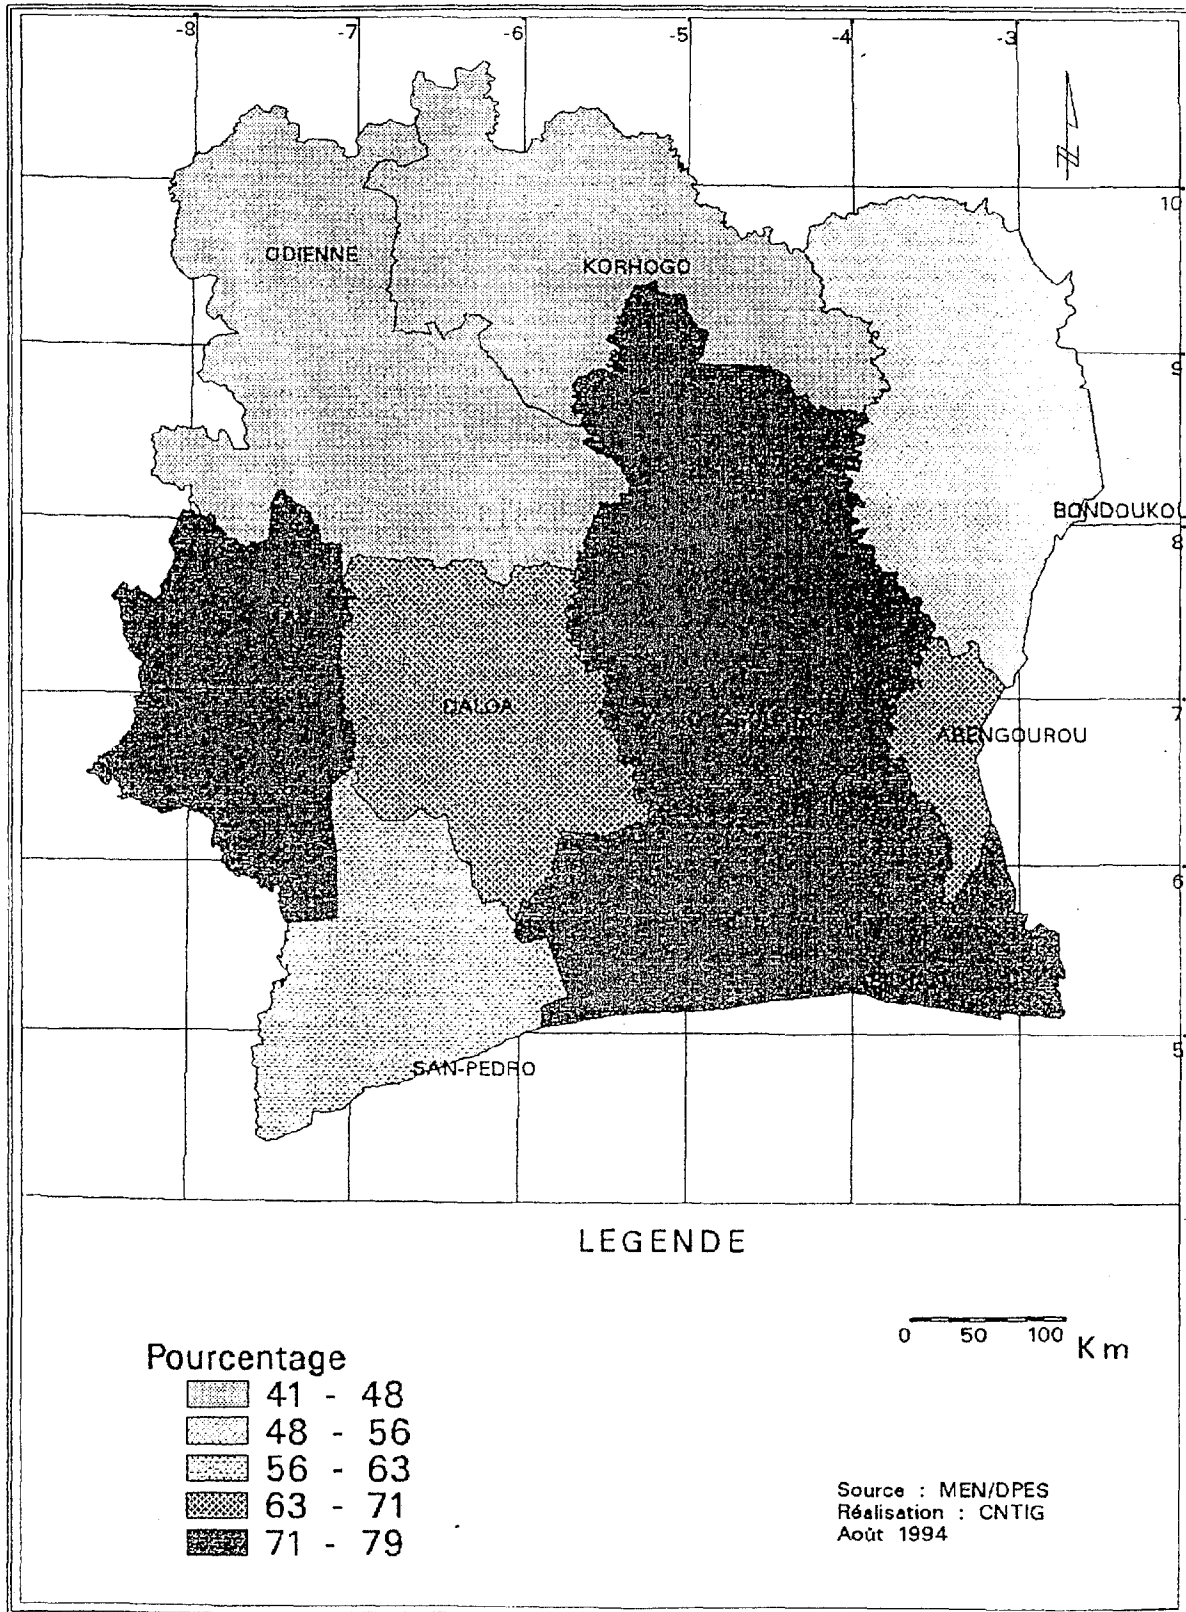 -8 -7 -6 -5 -4 -3
10
ODIENNE
KORHOGO
9
BONDOUKOU
8
DALOA
7
ABENGOUROU
6
5
SAN-PEDRO
LEGENDE
0 50 100 Km
Pourcentage
41 - 48
48 - 56
56 - 63
63 - 71
71 - 79
Source : MEN/DPES
Réalisation : CNTIG
Août 1994